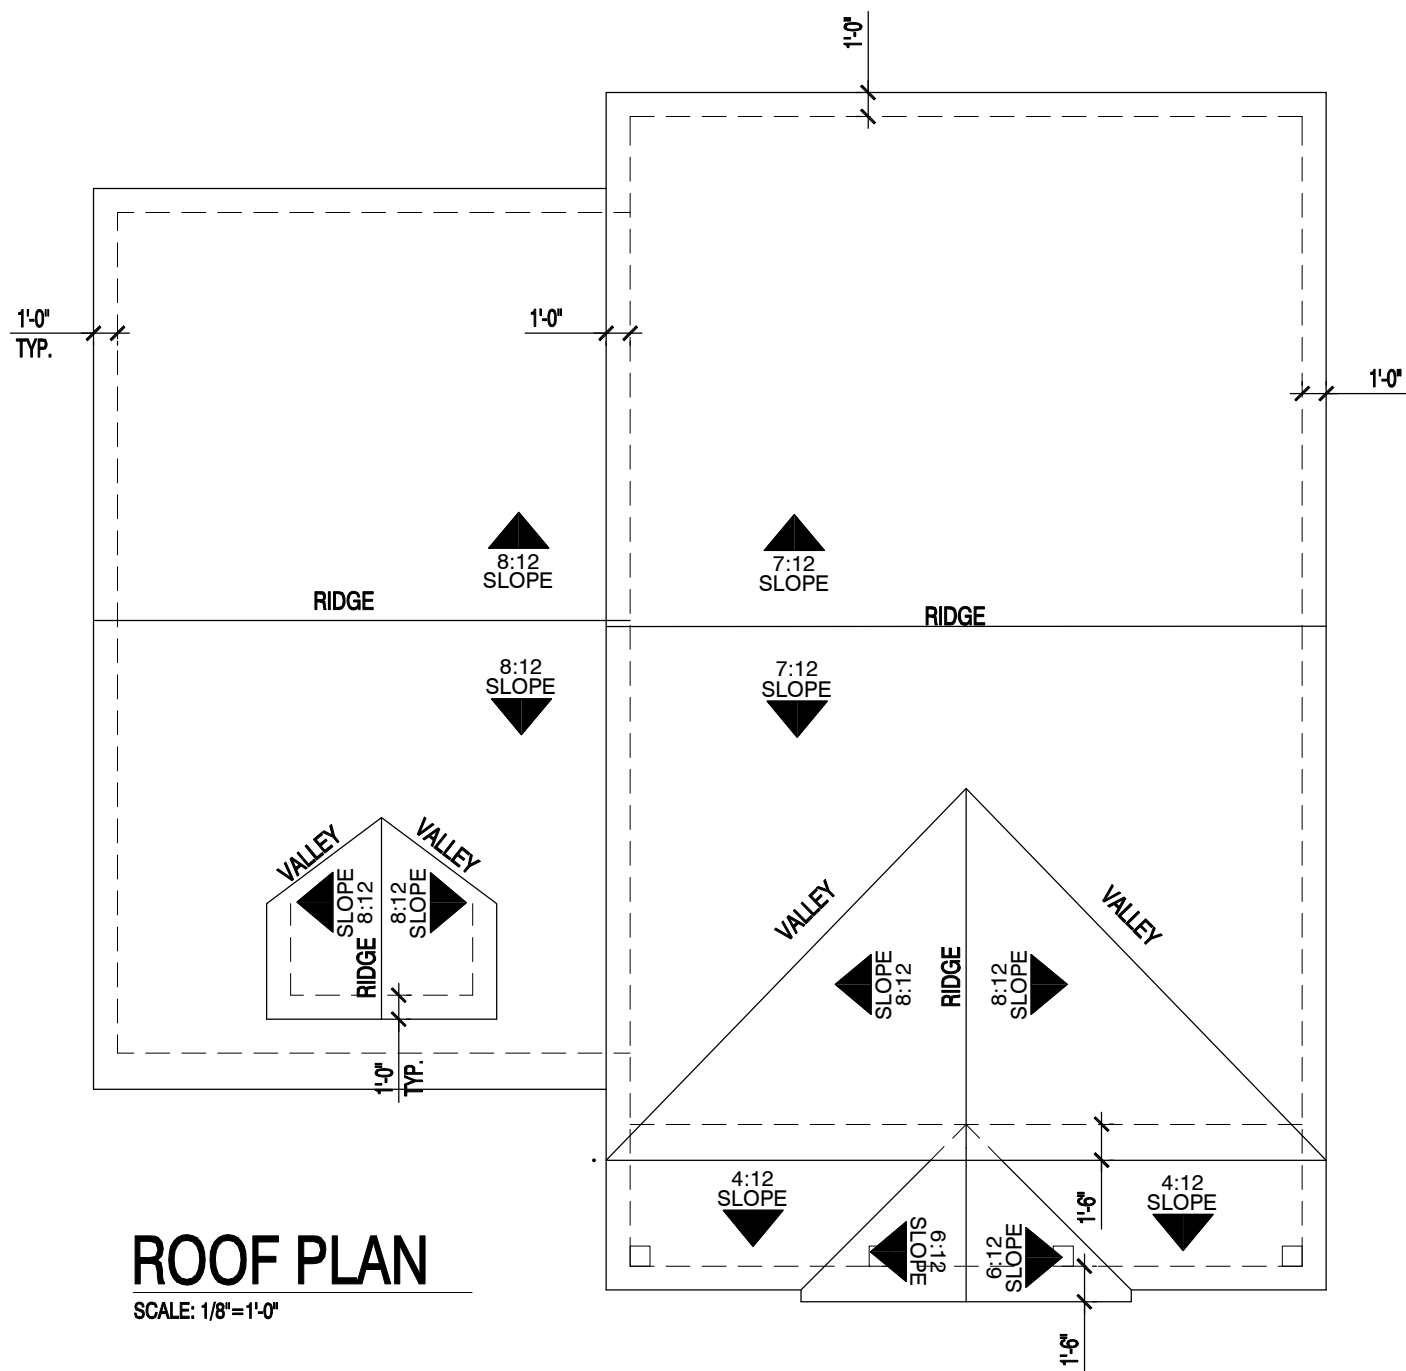 1'-0"
1'-0"
TYP.
1'-0"
1'-0"
8:12
SLOPE
7:12
SLOPE
RIDGE
RIDGE
8:12
SLOPE
7:12
SLOPE
VALLEY
VALLEY
SLOPE
8:12
8:12
SLOPE
RIDGE
VALLEY
VALLEY
SLOPE
8:12
RIDGE
8:12
SLOPE
1'-0"
TYP.
4:12
SLOPE
4:12
SLOPE
1'-6"
6:12
SLOPE
6:12
SLOPE
1'-6"
ROOF PLAN
SCALE: 1/8"=1'-0"